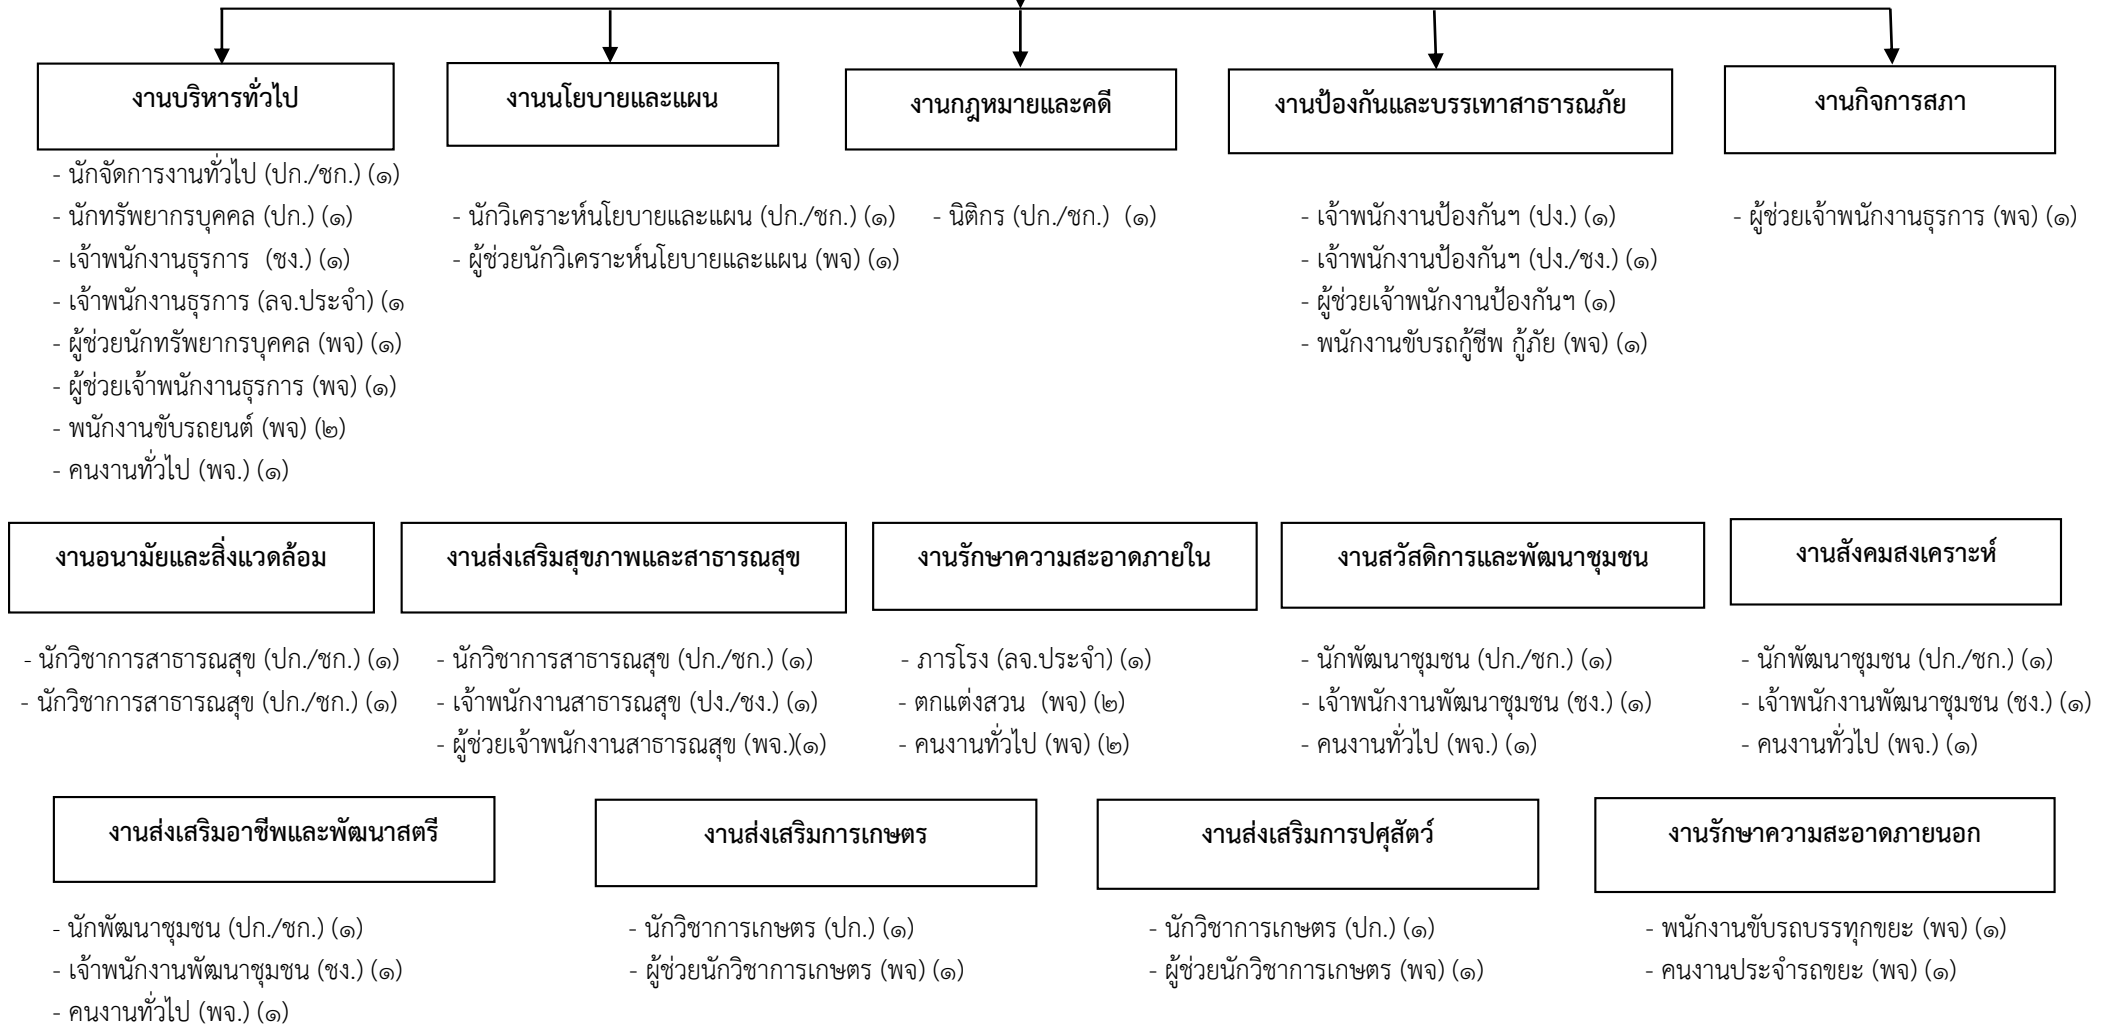 งานบริหารทั่วไป
- นักจัดการงานทั่วไป (ปก./ชก.) (๑)
- นักทรัพยากรบุคคล (ปก.) (๑)
- เจ้าพนักงานธุรการ (ชง.) (๑)
- เจ้าพนักงานธุรการ (ลจ.ประจำ) (๑
- ผู้ช่วยนักทรัพยากรบุคคล (พจ) (๑)
- ผู้ช่วยเจ้าพนักงานธุรการ (พจ) (๑)
- พนักงานขับรถยนต์ (พจ) (๒)
- คนงานทั่วไป (พจ.) (๑)
งานนโยบายและแผน
- นักวิเคราะห์นโยบายและแผน (ปก./ชก.) (๑)
- ผู้ช่วยนักวิเคราะห์นโยบายและแผน (พจ) (๑)
งานกฎหมายและคดี
- นิติกร (ปก./ชก.) (๑)
งานป้องกันและบรรเทาสาธารณภัย
- เจ้าพนักงานป้องกันฯ (ปง.) (๑)
- เจ้าพนักงานป้องกันฯ (ปง./ชง.) (๑)
- ผู้ช่วยเจ้าพนักงานป้องกันฯ (๑)
- พนักงานขับรถกู้ชีพ กู้ภัย (พจ) (๑)
งานกิจการสภา
- ผู้ช่วยเจ้าพนักงานธุรการ (พจ) (๑)
งานอนามัยและสิ่งแวดล้อม
- นักวิชาการสาธารณสุข (ปก./ชก.) (๑)
- นักวิชาการสาธารณสุข (ปก./ชก.) (๑)
งานส่งเสริมสุขภาพและสาธารณสุข
- นักวิชาการสาธารณสุข (ปก./ชก.) (๑)
- เจ้าพนักงานสาธารณสุข (ปง./ชง.) (๑)
- ผู้ช่วยเจ้าพนักงานสาธารณสุข (พจ.)(๑)
งานรักษาความสะอาดภายใน
- ภารโรง (ลจ.ประจำ) (๑)
- ตกแต่งสวน (พจ) (๒)
- คนงานทั่วไป (พจ) (๒)
งานสวัสดิการและพัฒนาชุมชน
- นักพัฒนาชุมชน (ปก./ชก.) (๑)
- เจ้าพนักงานพัฒนาชุมชน (ชง.) (๑)
- คนงานทั่วไป (พจ.) (๑)
งานสังคมสงเคราะห์
- นักพัฒนาชุมชน (ปก./ชก.) (๑)
- เจ้าพนักงานพัฒนาชุมชน (ชง.) (๑)
- คนงานทั่วไป (พจ.) (๑)
งานส่งเสริมอาชีพและพัฒนาสตรี
- นักพัฒนาชุมชน (ปก./ชก.) (๑)
- เจ้าพนักงานพัฒนาชุมชน (ชง.) (๑)
- คนงานทั่วไป (พจ.) (๑)
งานส่งเสริมการเกษตร
- นักวิชาการเกษตร (ปก.) (๑)
- ผู้ช่วยนักวิชาการเกษตร (พจ) (๑)
งานส่งเสริมการปศุสัตว์
- นักวิชาการเกษตร (ปก.) (๑)
- ผู้ช่วยนักวิชาการเกษตร (พจ) (๑)
งานรักษาความสะอาดภายนอก
- พนักงานขับรถบรรทุกขยะ (พจ) (๑)
- คนงานประจำรถขยะ (พจ) (๑)